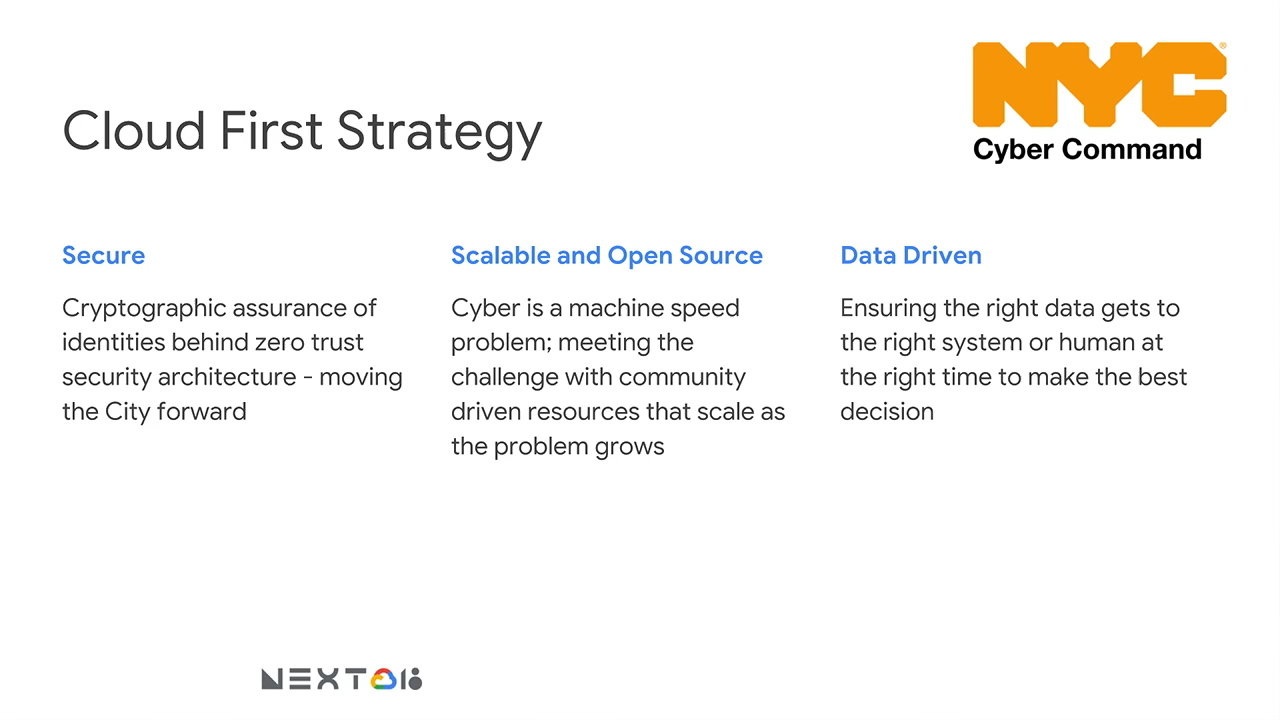 NYC®
Cyber Command
Cloud First Strategy
Secure
Cryptographic assurance of
identities behind zero trust
security architecture - moving
the City forward
Scalable and Open Source
Cyber is a machine speed
problem; meeting the
challenge with community
driven resources that scale as
the problem grows
Data Driven
Ensuring the right data gets to
the right system or human at
the right time to make the best
decision
NEXT 18